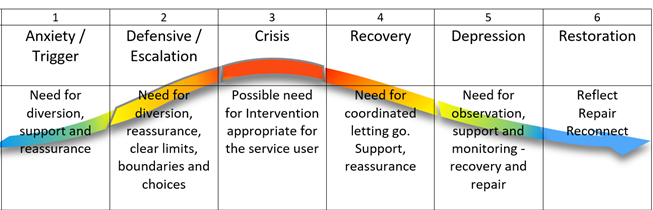 1 2 3 4 5 6
Anxiety / Defensive / Crisis Recovery Depression Restoration
Trigger Escalation
Need for
diversion,
support and
reassurance
Need for
diversion,
reassurance,
clear limits,
boundaries and
choices
Possible need
for Intervention
appropriate for
the service user
Need for
coordinated
letting go.
Support,
reassurance
Need for
observation,
support and
monitoring -
recovery and
repair
Reflect
Repair
Reconnect